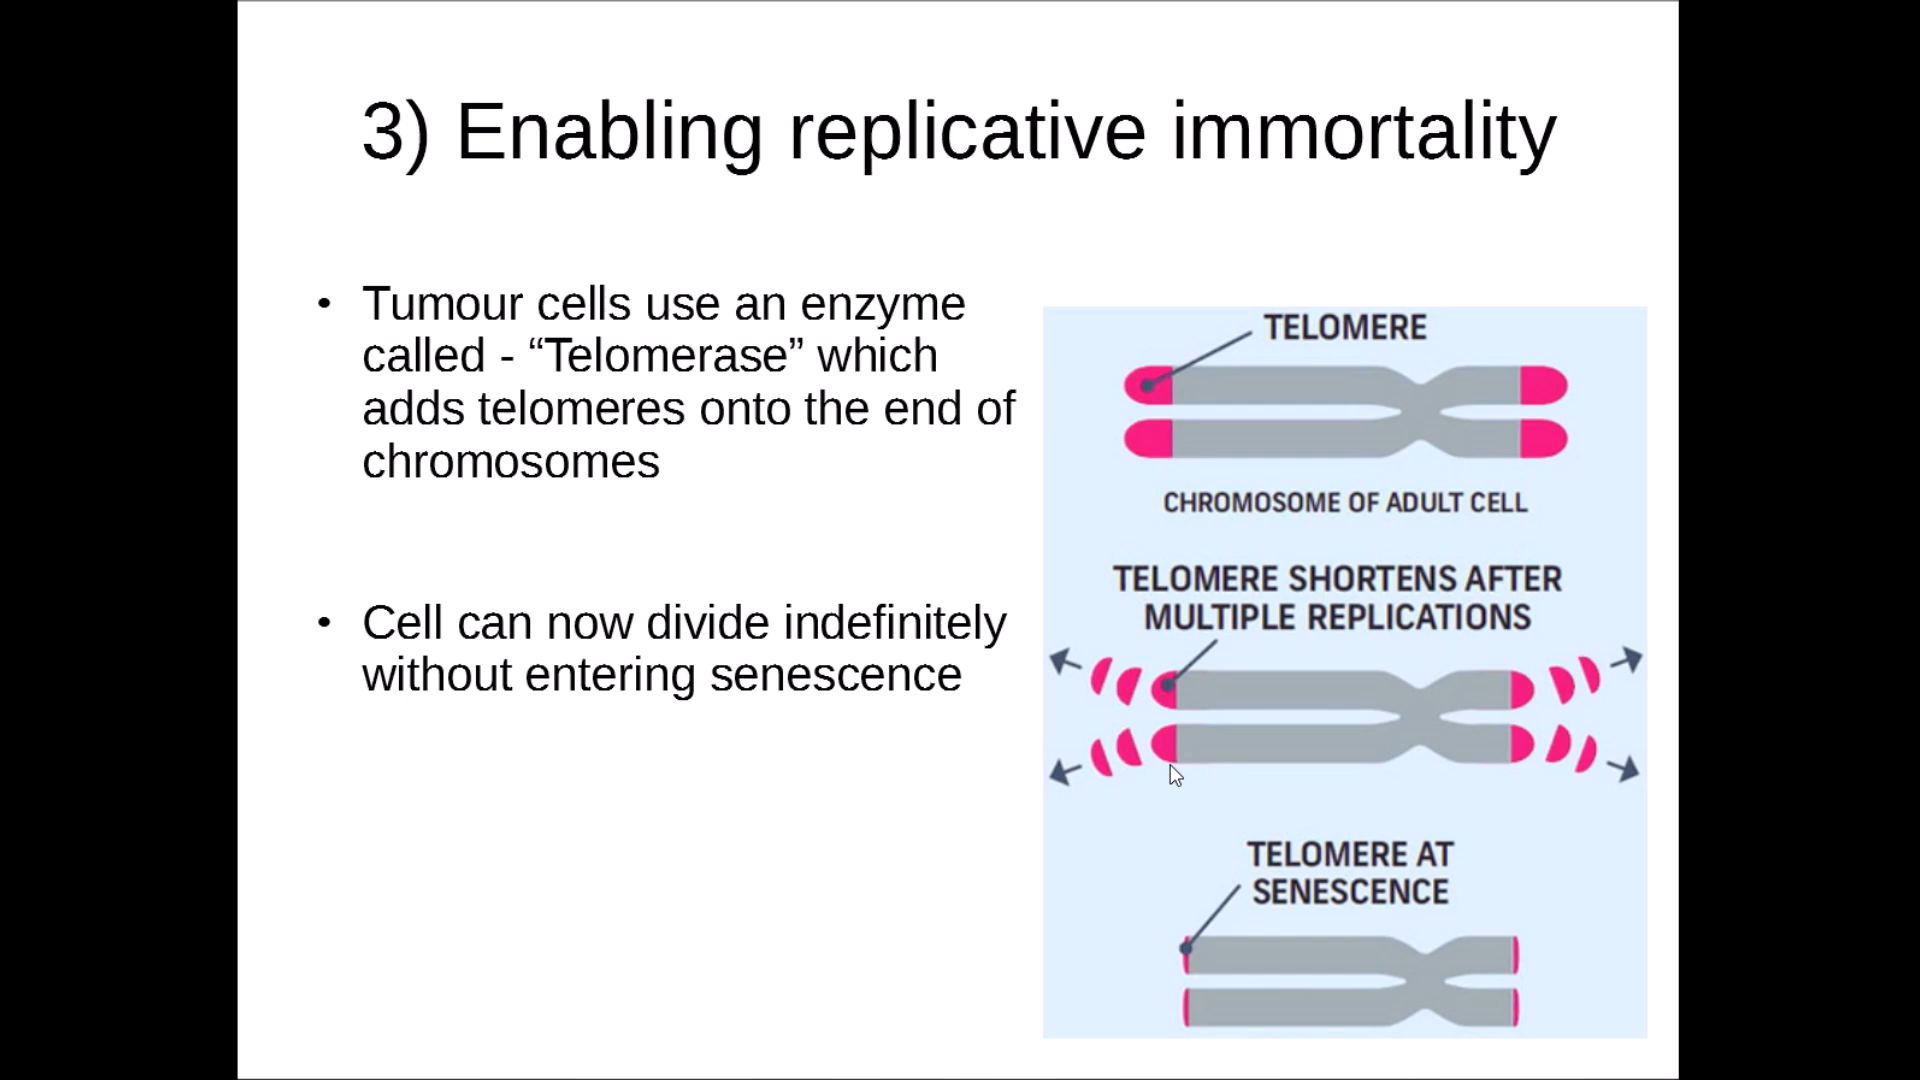 3) Enabling replicative immortality
• Tumour cells use an enzyme
called - “Telomerase” which
adds telomeres onto the end of
chromosomes
• Cell can now divide indefinitely
without entering senescence
TELOMERE
CHROMOSOME OF ADULT CELL
TELOMERE SHORTENS AFTER
MULTIPLE REPLICATIONS
TELOMERE AT
SENESCENCE